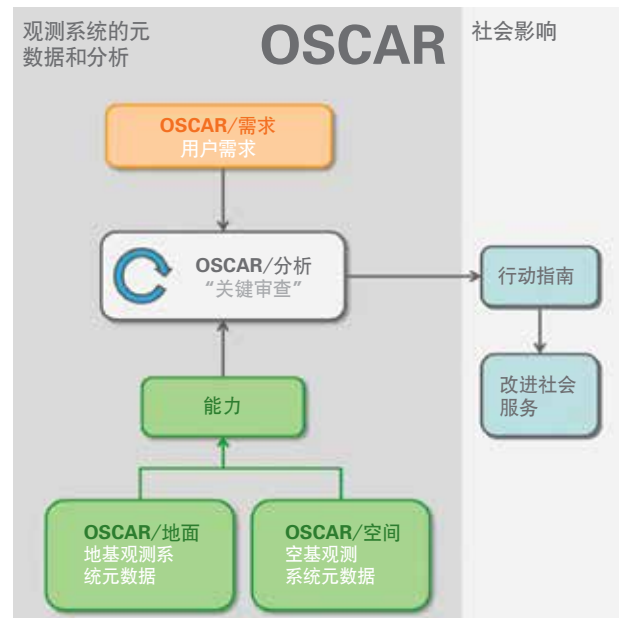 观测系统的元
数据和分析
OSCAR
社会影响
OSCAR/需求
用户需求
OSCAR/分析
“关键审查”
行动指南
改进社会
服务
能力
OSCAR/地面
地基观测系
统元数据
OSCAR/空间
空基观测
系统元数据